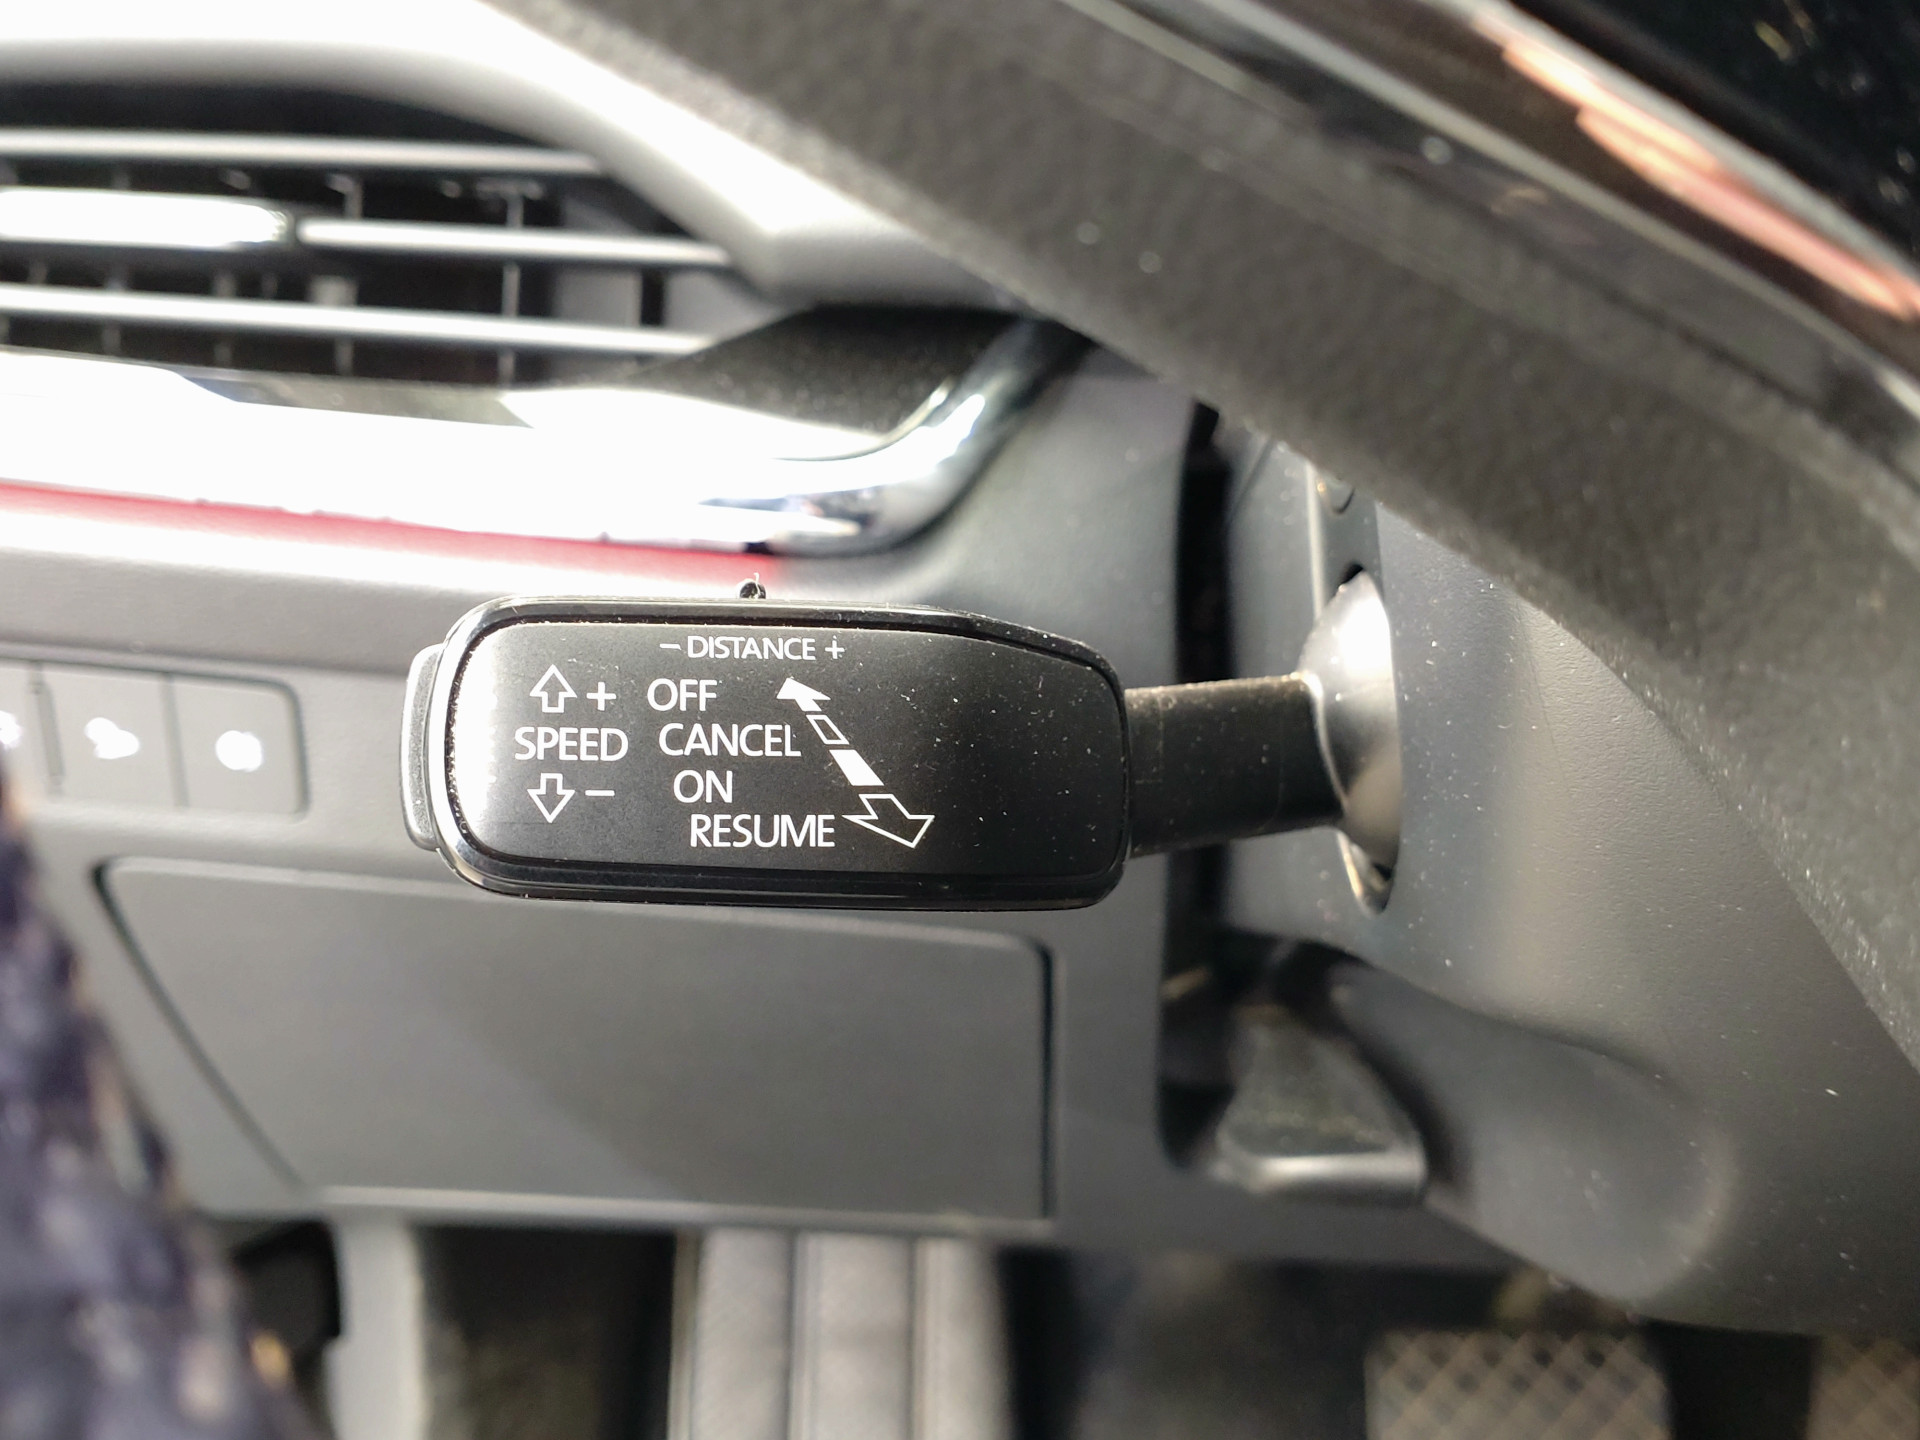 − DISTANCE +
+ OFF
SPEED CANCEL
− ON
RESUME